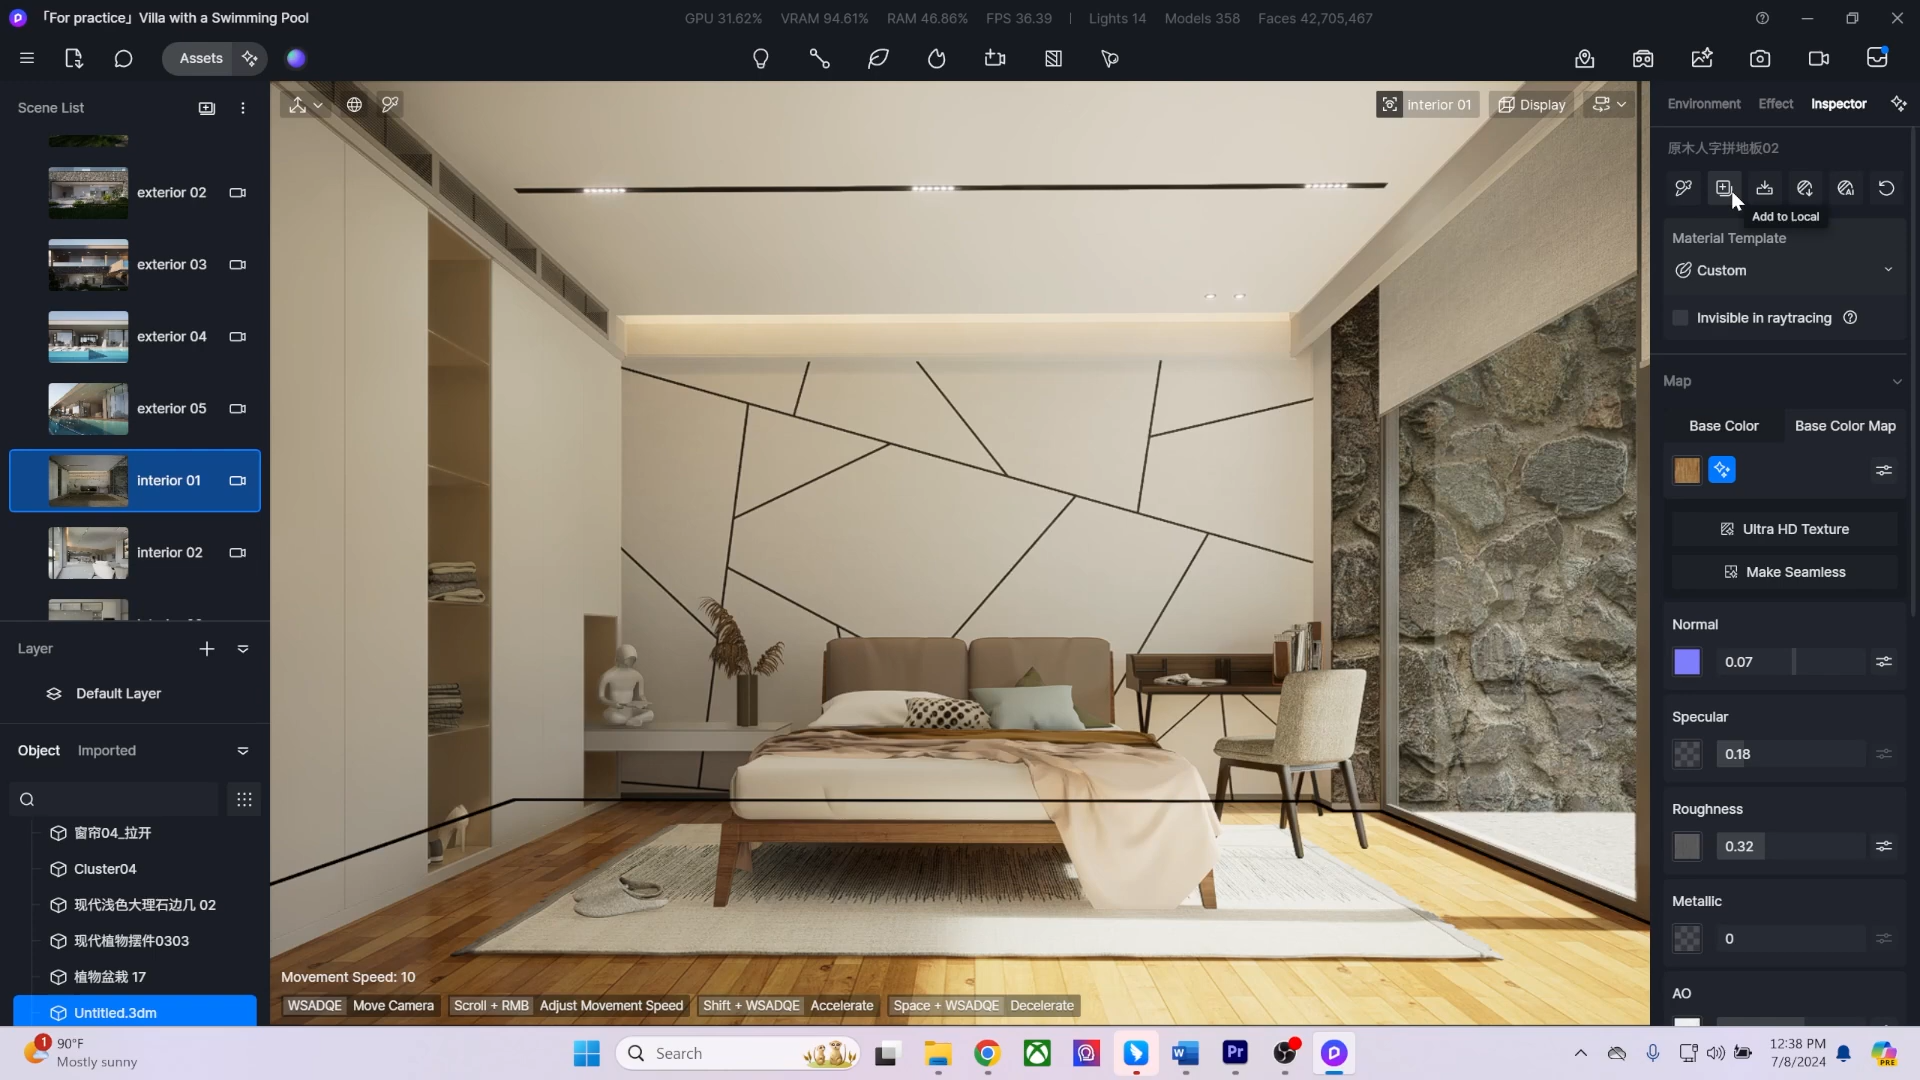 「For practice」Villa with a Swimming Pool
GPU 31.62% VRAM 94.61% RAM 46.86% FPS 36.39 | Lights 14 Models 358 Faces 42,705,467
Assets
Scene List
exterior 02
exterior 03
exterior 04
exterior 05
interior 01
interior 02
Layer
Default Layer
Object Imported
窗帘04_拉开
Cluster04
现代浅色大理石边几 02
现代植物摆件0303
植物盆栽 17
Untitled.3dm
interior 01
Display
Movement Speed: 10
WSADQE Move Camera Scroll + RMB Adjust Movement Speed Shift + WSADQE Accelerate Space + WSADQE Decelerate
Environment Effect Inspector
原木人字拼地板02
Add to Local
Material Template
Custom
Invisible in raytracing
Map
Base Color Base Color Map
Ultra HD Texture
Make Seamless
Normal
0.07
Specular
0.18
Roughness
0.32
Metallic
0
AO
1
90°F
Mostly sunny
Search
Pr
12:38 PM
7/8/2024
PRE